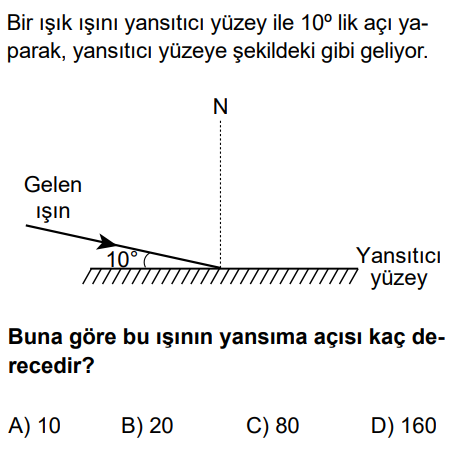 Bir ışık ışını yansıtıcı yüzey ile 10º lik açı ya-
parak, yansıtıcı yüzeye şekildeki gibi geliyor.
N
Gelen
ışın
10°
Yansıtıcı
yüzey
Buna göre bu ışının yansıma açısı kaç de-
recedir?
A) 10 B) 20 C) 80 D) 160